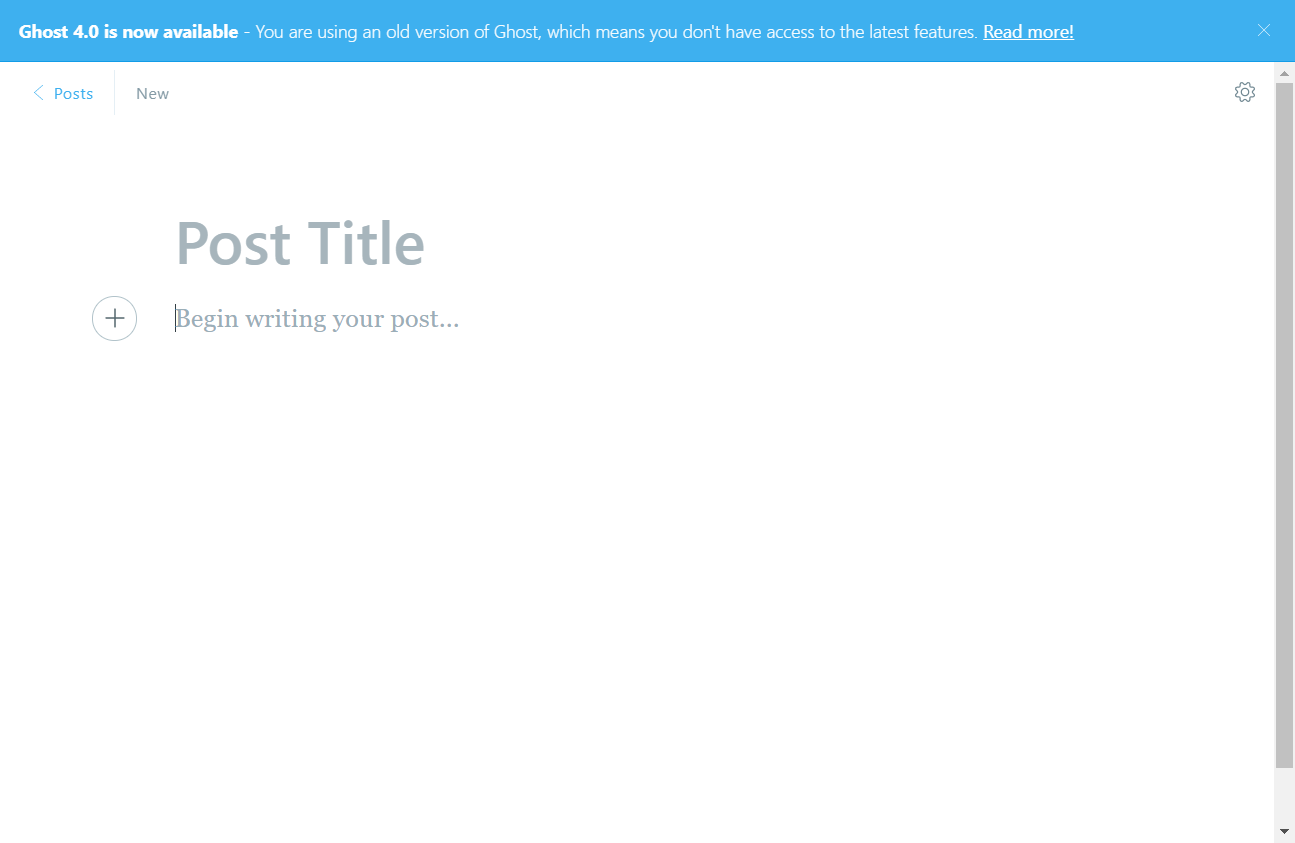 Ghost 4.0 is now available - You are using an old version of Ghost, which means you don't have access to the latest features. Read more!
Posts New
Post Title
Begin writing your post...